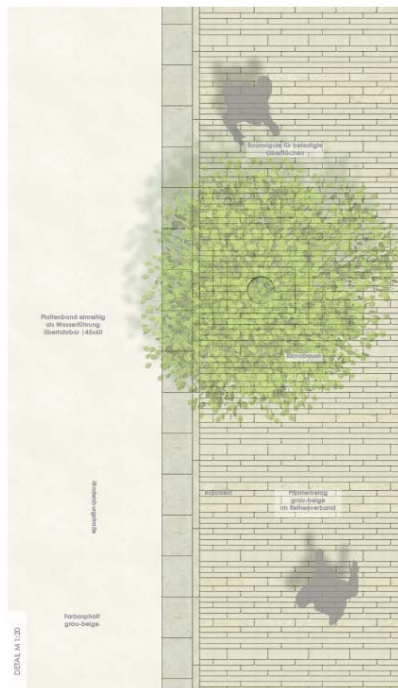 Baumrigole für befestigte
Oberflächen
Plattenband einreihig
als Wasserführung
überfahrbar (-45x60
Klimabaum
Pflasterbelag
grau-beige
im Reihenverband
Farbasphalt
grau-beige
DETAIL M 1:20